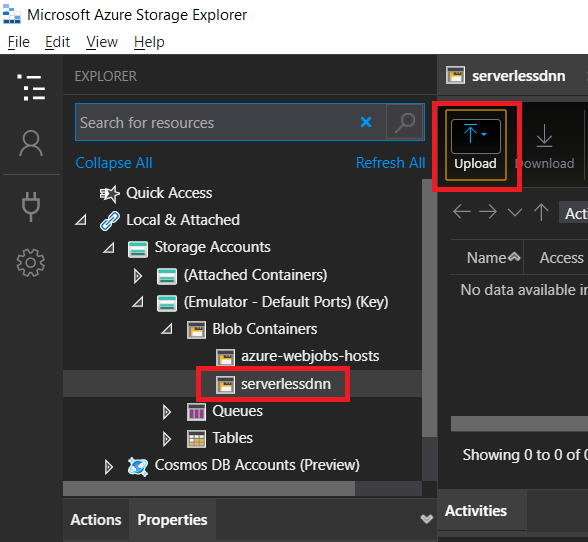 Microsoft Azure Storage Explorer
File Edit View Help
EXPLORER
Search for resources
Collapse All Refresh All
Quick Access
Local & Attached
Storage Accounts
(Attached Containers)
(Emulator - Default Ports) (Key)
Blob Containers
azure-webjobs-hosts
serverlessdnn
Queues
Tables
Cosmos DB Accounts (Preview)
Actions Properties
serverlessdnn
Upload Download
Acti
Name Access
No data available in
Showing 0 to 0 of 0
Activities